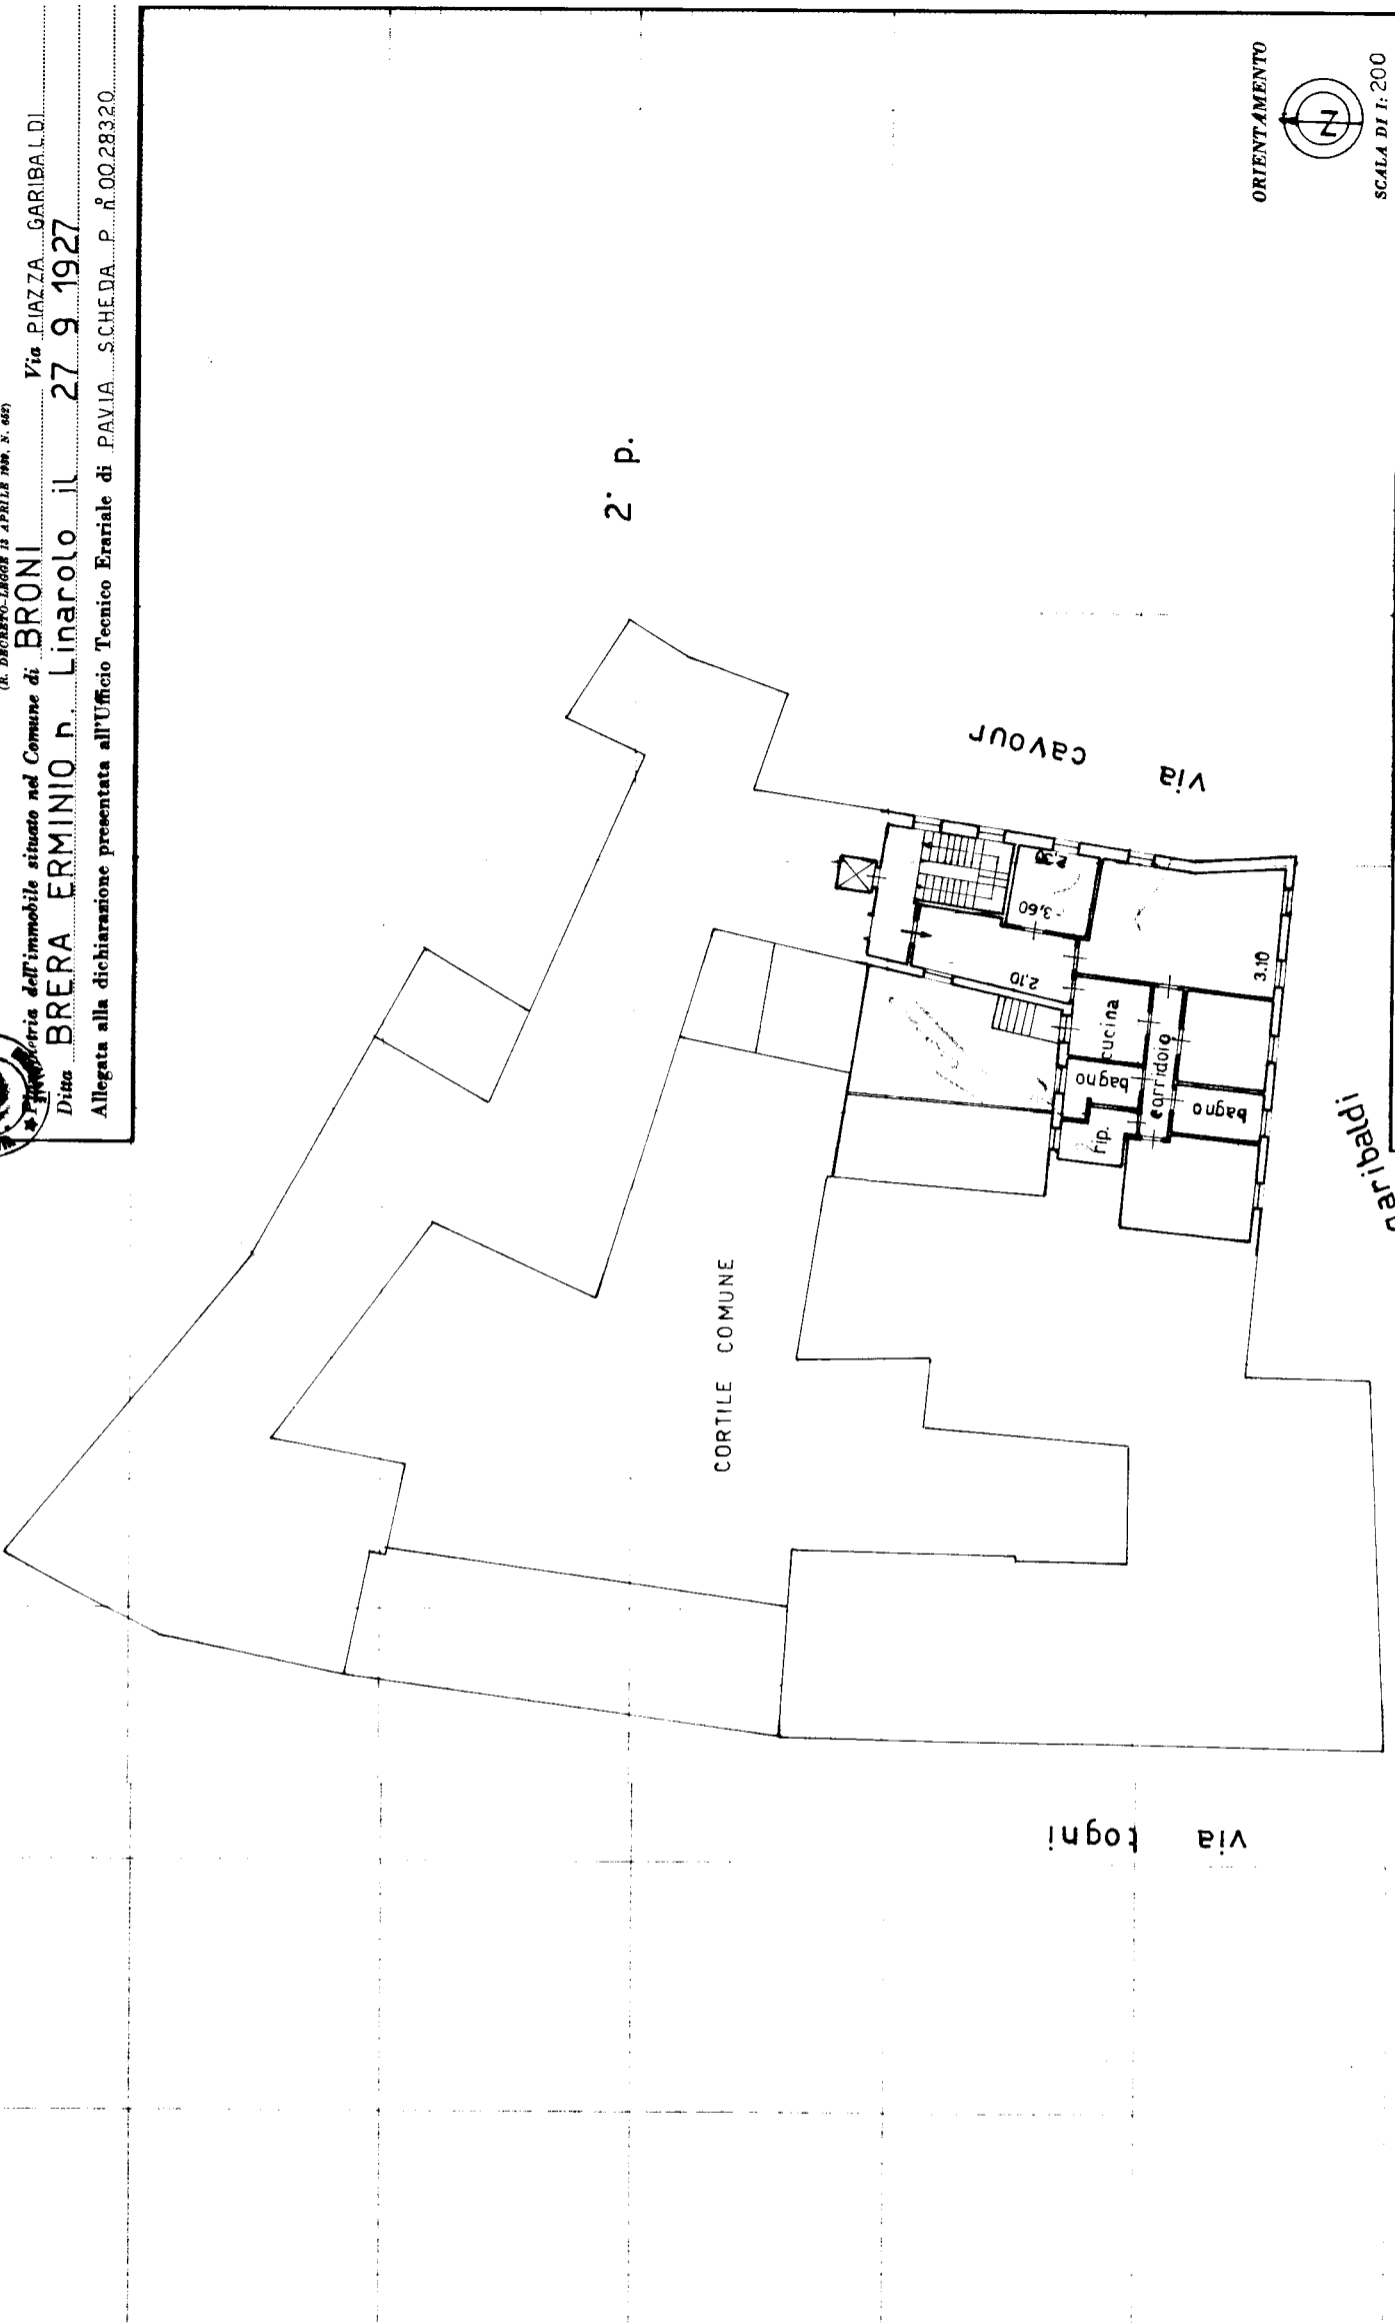 (R. DECRETO-LEGGE 13 APRILE 1939, N. 652)
dell'immobile situato nel Comune di BRONI Via PIAZZA GARIBALDI
Ditta BRERA ERMINIO n. Linarolo il 27 9 1927
Allegata alla dichiarazione presentata all'Ufficio Tecnico Erariale di PAVIA SCHEDA P n° 0028320
2° p.
via cavour
2,30
3,60
2,10
3.10
cucina
bagno
corridoio
rip.
bagno
CORTILE COMUNE
garibaldi
via togni
ORIENTAMENTO
N
SCALA DI 1:200